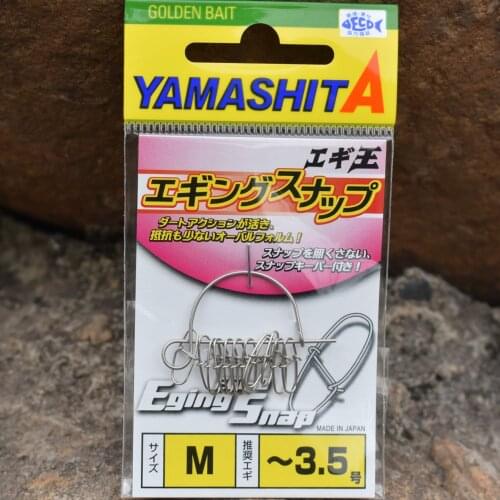 GOLDEN BAIT
ECO
YAMASHITA
エギ王
エギングスナップ
ダートアクションが活き、
抵抗も少ないオーバルフォルム！
スナップを無くさない、
スナップキーパー付き！
Eging Snap
MADE IN JAPAN
サイズ
M
推奨エギ
～3.5号